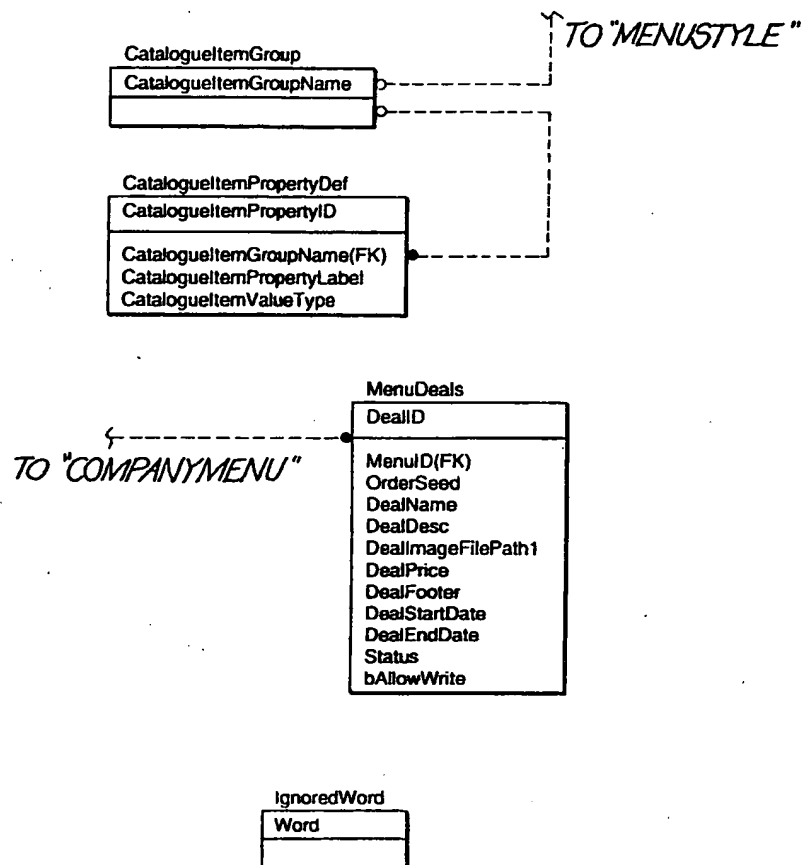 TO "MENUSTYLE"
CatalogueItemGroup
CatalogueItemGroupName
CatalogueItemPropertyDef
CatalogueItemPropertyID
CatalogueItemGroupName(FK)
CatalogueItemPropertyLabel
CatalogueItemValueType
MenuDeals
DealID
TO "COMPANYMENU"
MenuID(FK)
OrderSeed
DealName
DealDesc
DealImageFilePath1
DealPrice
DealFooter
DealStartDate
DealEndDate
Status
bAllowWrite
IgnoredWord
Word